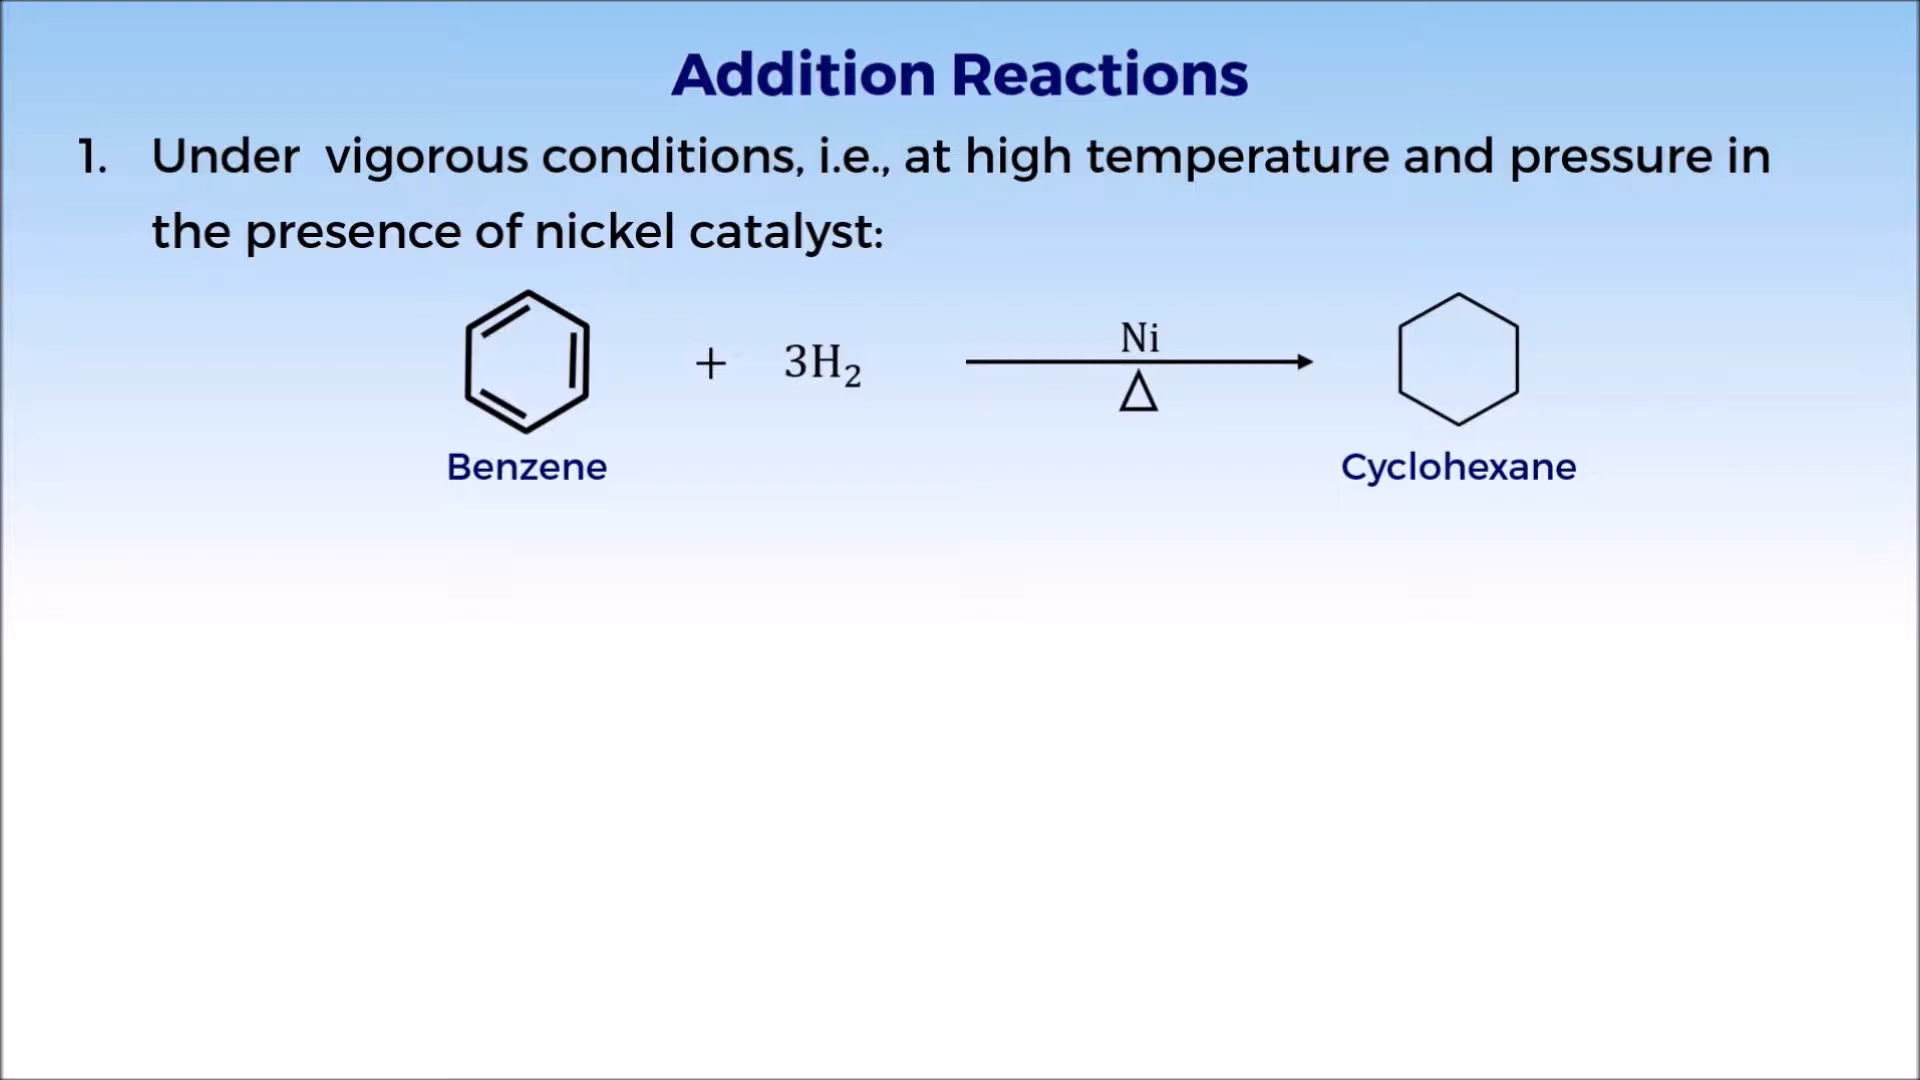 Addition Reactions
1. Under vigorous conditions, i.e., at high temperature and pressure in
the presence of nickel catalyst:
Ni
+ 3H₂
Δ
Benzene Cyclohexane